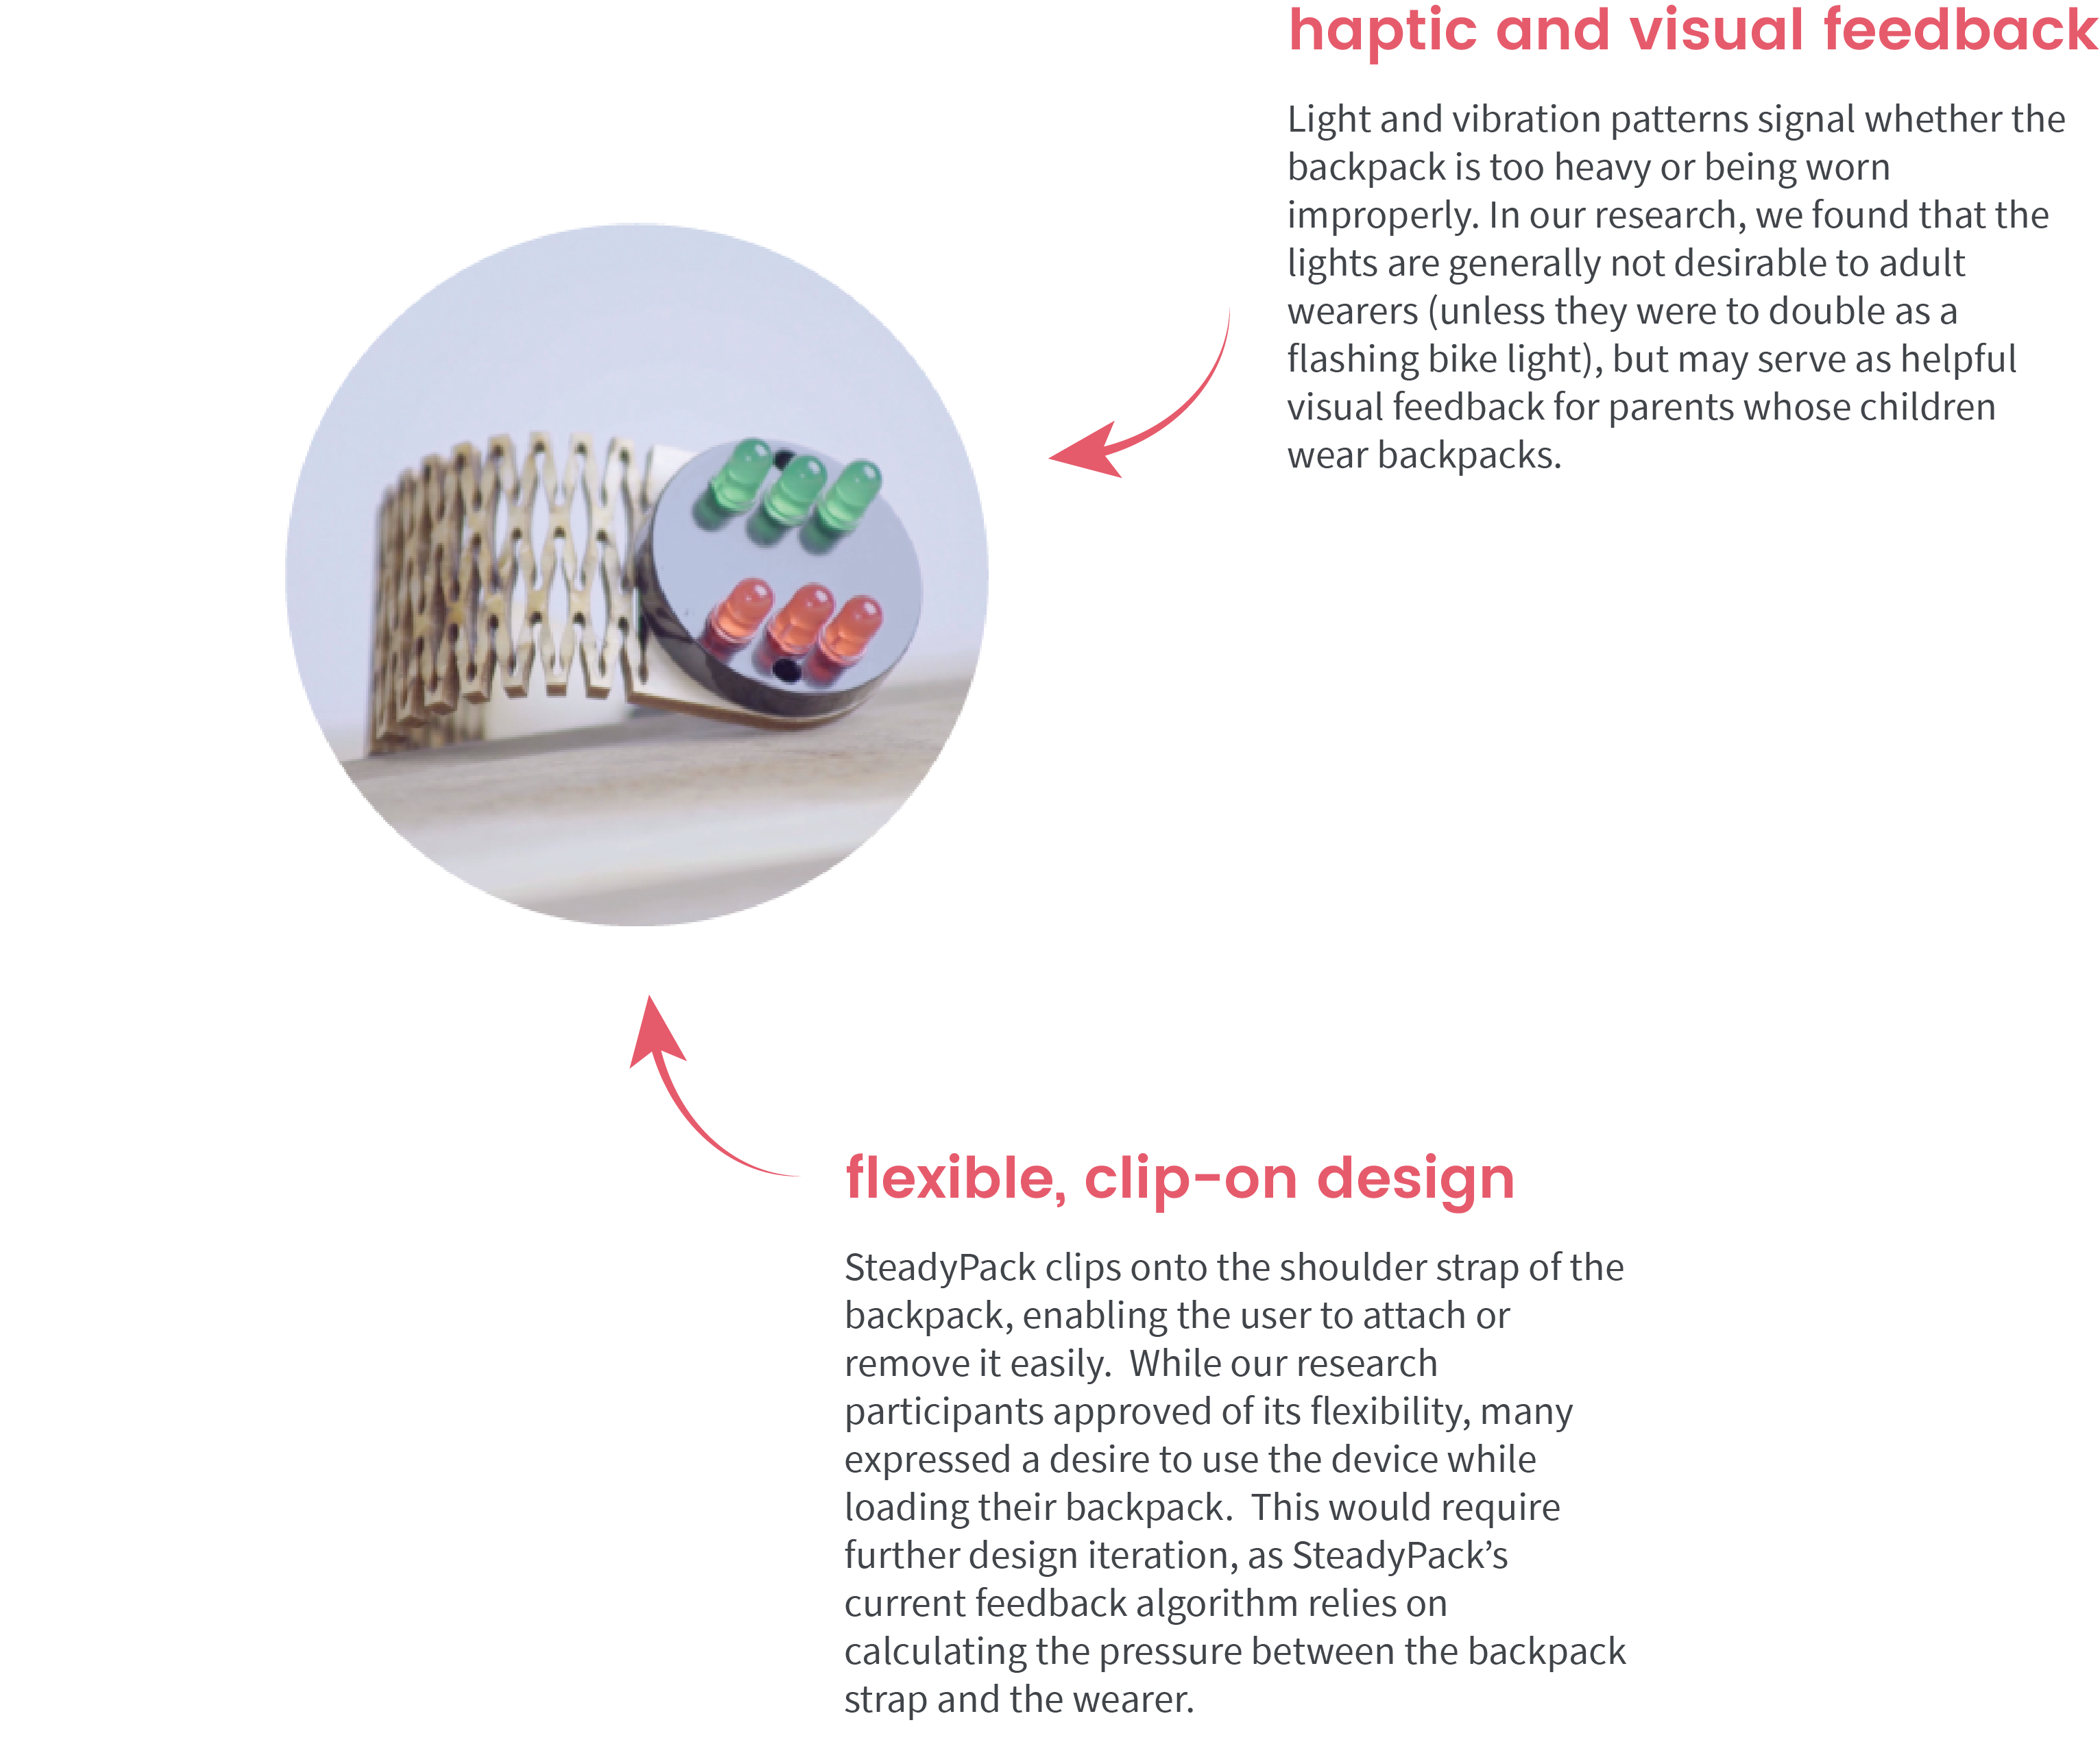 haptic and visual feedback
Light and vibration patterns signal whether the
backpack is too heavy or being worn
improperly. In our research, we found that the
lights are generally not desirable to adult
wearers (unless they were to double as a
flashing bike light), but may serve as helpful
visual feedback for parents whose children
wear backpacks.
flexible, clip-on design
SteadyPack clips onto the shoulder strap of the
backpack, enabling the user to attach or
remove it easily.  While our research
participants approved of its flexibility, many
expressed a desire to use the device while
loading their backpack.  This would require
further design iteration, as SteadyPack’s
current feedback algorithm relies on
calculating the pressure between the backpack
strap and the wearer.